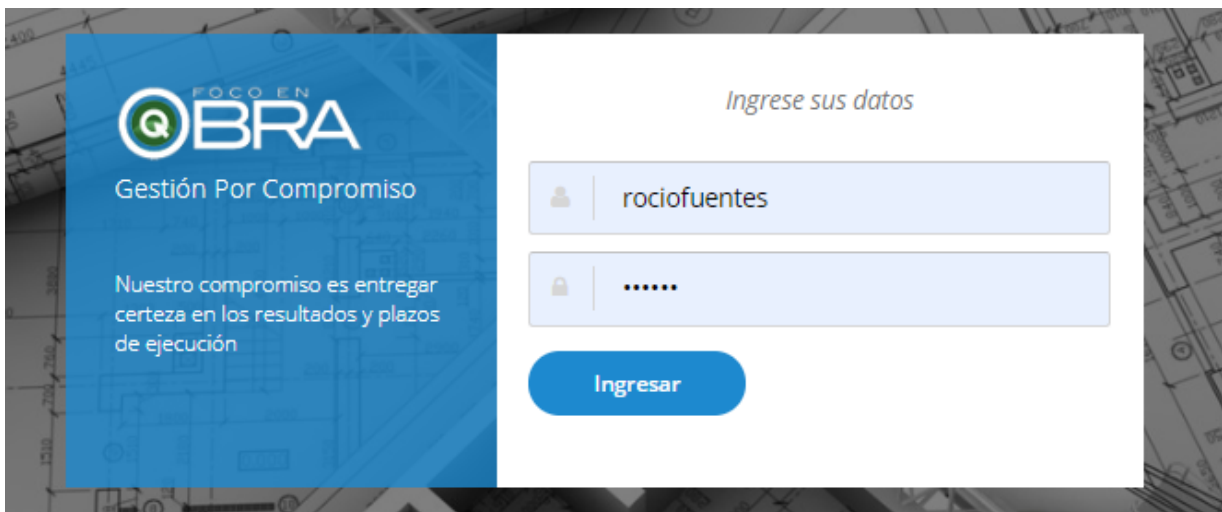 FOCO EN
OBRA
Gestión Por Compromiso
Nuestro compromiso es entregar
certeza en los resultados y plazos
de ejecución
Ingrese sus datos
rociofuentes
••••••
Ingresar